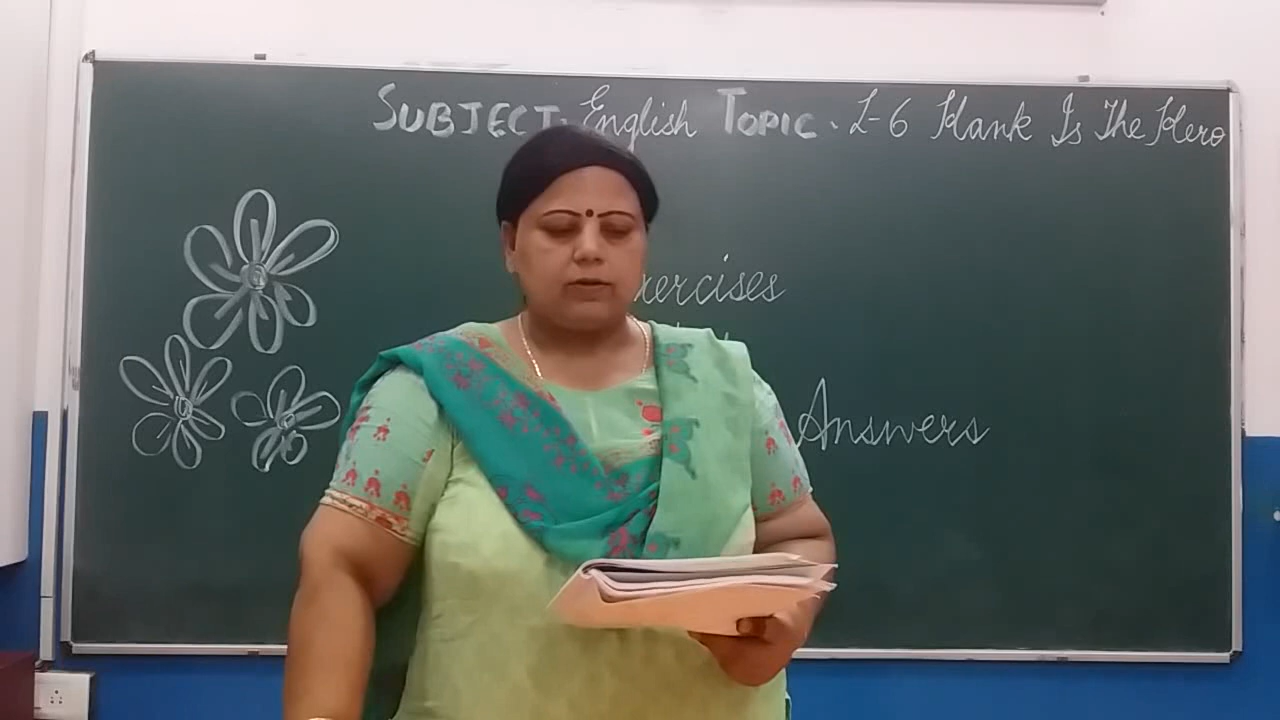 SUBJECT. English TOPIC. L-6 Hank Is The Hero
xercises
Answers